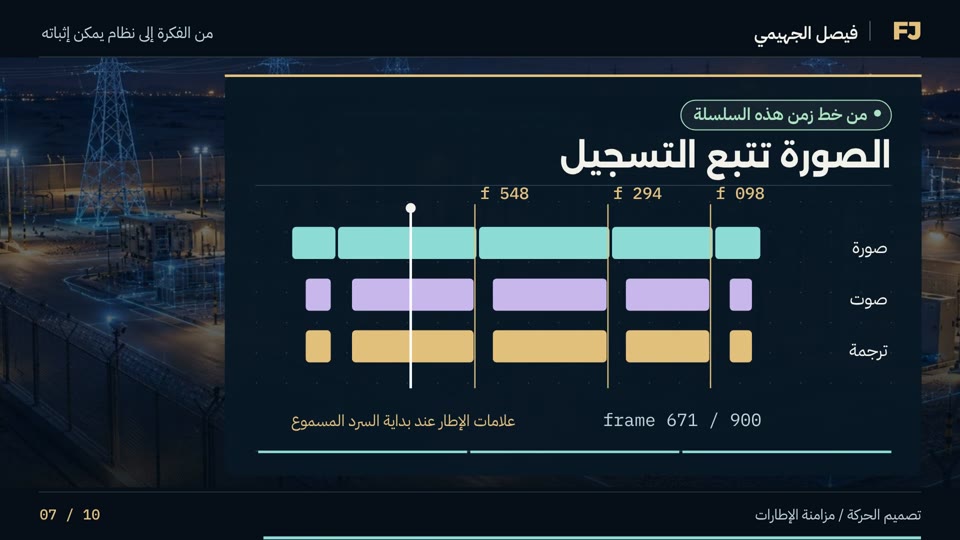 FJ
فيصل الجهيمي
من الفكرة إلى نظام يمكن إثباته
• من خط زمن هذه السلسلة
الصورة تتبع التسجيل
f 098
f 294
f 548
صورة
صوت
ترجمة
frame 671 / 900
علامات الإطار عند بداية السرد المسموع
تصميم الحركة / مزامنة الإطارات
07 / 10